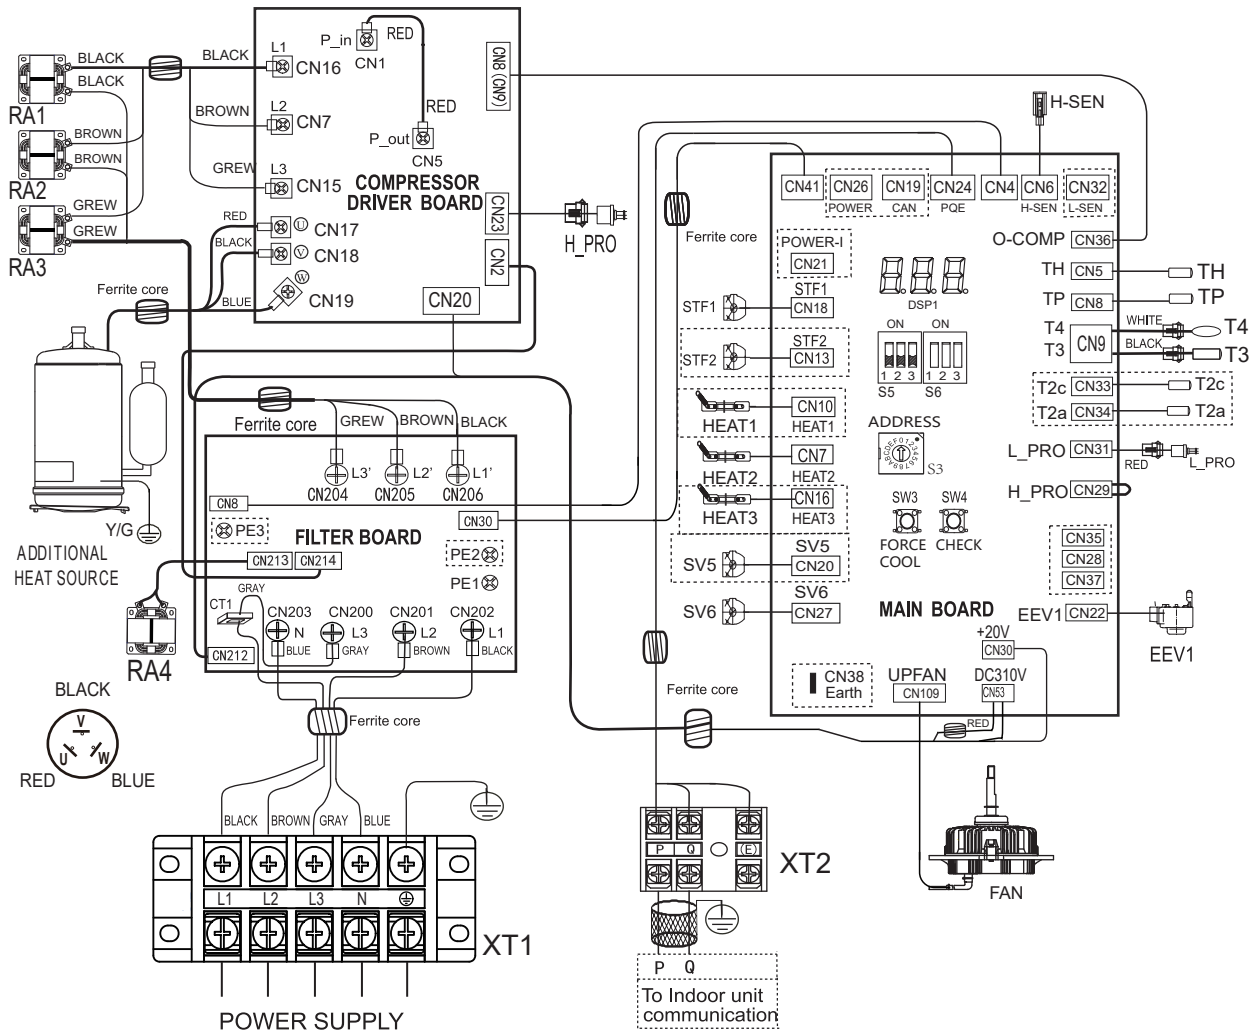 BLACK
BLACK
RA1
BROWN
BROWN
RA2
GREW
GREW
RA3
BLACK
L1
CN16
P_in
CN1
RED
RED
P_out
CN5
CN8 (CN9)
BROWN
L2
CN7
GREW
L3
CN15
COMPRESSOR
DRIVER BOARD
RED
U
CN17
BLACK
V
CN18
BLUE
W
CN19
CN23
CN2
CN20
H_PRO
Ferrite core
Y/G
ADDITIONAL
HEAT SOURCE
Ferrite core
GREW
BROWN
BLACK
L3'
CN204
L2'
CN205
L1'
CN206
CN8
PE3
FILTER BOARD
CN30
PE2
PE1
CN213
CN214
GRAY
CT1
RA4
CN203
N
BLUE
CN200
L3
GRAY
CN201
L2
BROWN
CN202
L1
BLACK
CN212
Ferrite core
BLACK
V
U
W
RED
BLUE
BLACK
BROWN
GRAY
BLUE
L1
L2
L3
N
XT1
POWER SUPPLY
H-SEN
Ferrite core
CN41
CN26
POWER
CN19
CAN
CN24
PQE
CN4
CN6
H-SEN
CN32
L-SEN
O-COMP
CN36
POWER-I
CN21
STF1
STF1
CN18
STF2
STF2
CN13
HEAT1
CN10
HEAT1
HEAT2
CN7
HEAT2
HEAT3
CN16
HEAT3
SV5
SV5
CN20
SV6
SV6
CN27
DSP1
ON
1 2 3
S5
ON
1 2 3
S6
ADDRESS
S3
SW3
FORCE
COOL
SW4
CHECK
TH
CN5
TH
TP
CN8
TP
T4
T3
CN9
WHITE
T4
BLACK
T3
T2c
CN33
T2c
T2a
CN34
T2a
L_PRO
CN31
RED
L_PRO
H_PRO
CN29
CN35
CN28
CN37
MAIN BOARD
EEV1
CN22
EEV1
+20V
CN30
CN38
Earth
UPFAN
CN109
DC310V
CN53
RED
Ferrite core
FAN
P
Q
(E)
XT2
P
Q
To Indoor unit
communication